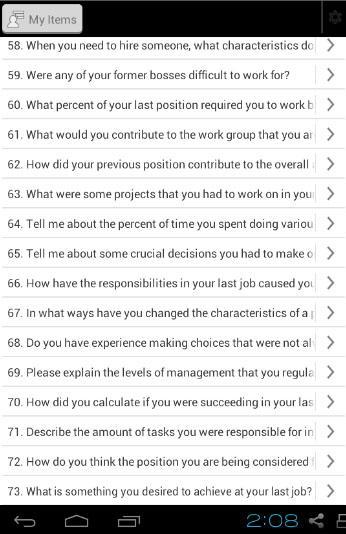 My Items
58. When you need to hire someone, what characteristics do
59. Were any of your former bosses difficult to work for?
60. What percent of your last position required you to work b
61. What would you contribute to the work group that you ar
62. How did your previous position contribute to the overall
63. What were some projects that you had to work on in you
64. Tell me about the percent of time you spent doing variou
65. Tell me about some crucial decisions you had to make o
66. How have the responsibilities in your last job caused you
67. In what ways have you changed the characteristics of a p
68. Do you have experience making choices that were not al
69. Please explain the levels of management that you regula
70. How did you calculate if you were succeeding in your las
71. Describe the amount of tasks you were responsible for in
72. How do you think the position you are being considered
73. What is something you desired to achieve at your last job?
2:08